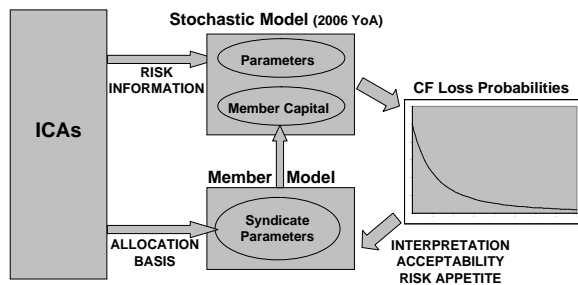 Stochastic Model (2006 YoA)
ICAs
RISK
INFORMATION
Parameters
Member Capital
CF Loss Probabilities
Member Model
Syndicate
Parameters
ALLOCATION
BASIS
INTERPRETATION
ACCEPTABILITY
RISK APPETITE